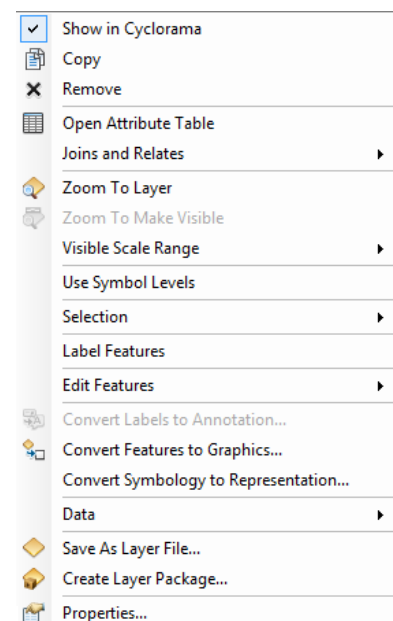 Show in Cyclorama
Copy
Remove
Open Attribute Table
Joins and Relates
Zoom To Layer
Zoom To Make Visible
Visible Scale Range
Use Symbol Levels
Selection
Label Features
Edit Features
Convert Labels to Annotation...
Convert Features to Graphics...
Convert Symbology to Representation...
Data
Save As Layer File...
Create Layer Package...
Properties...